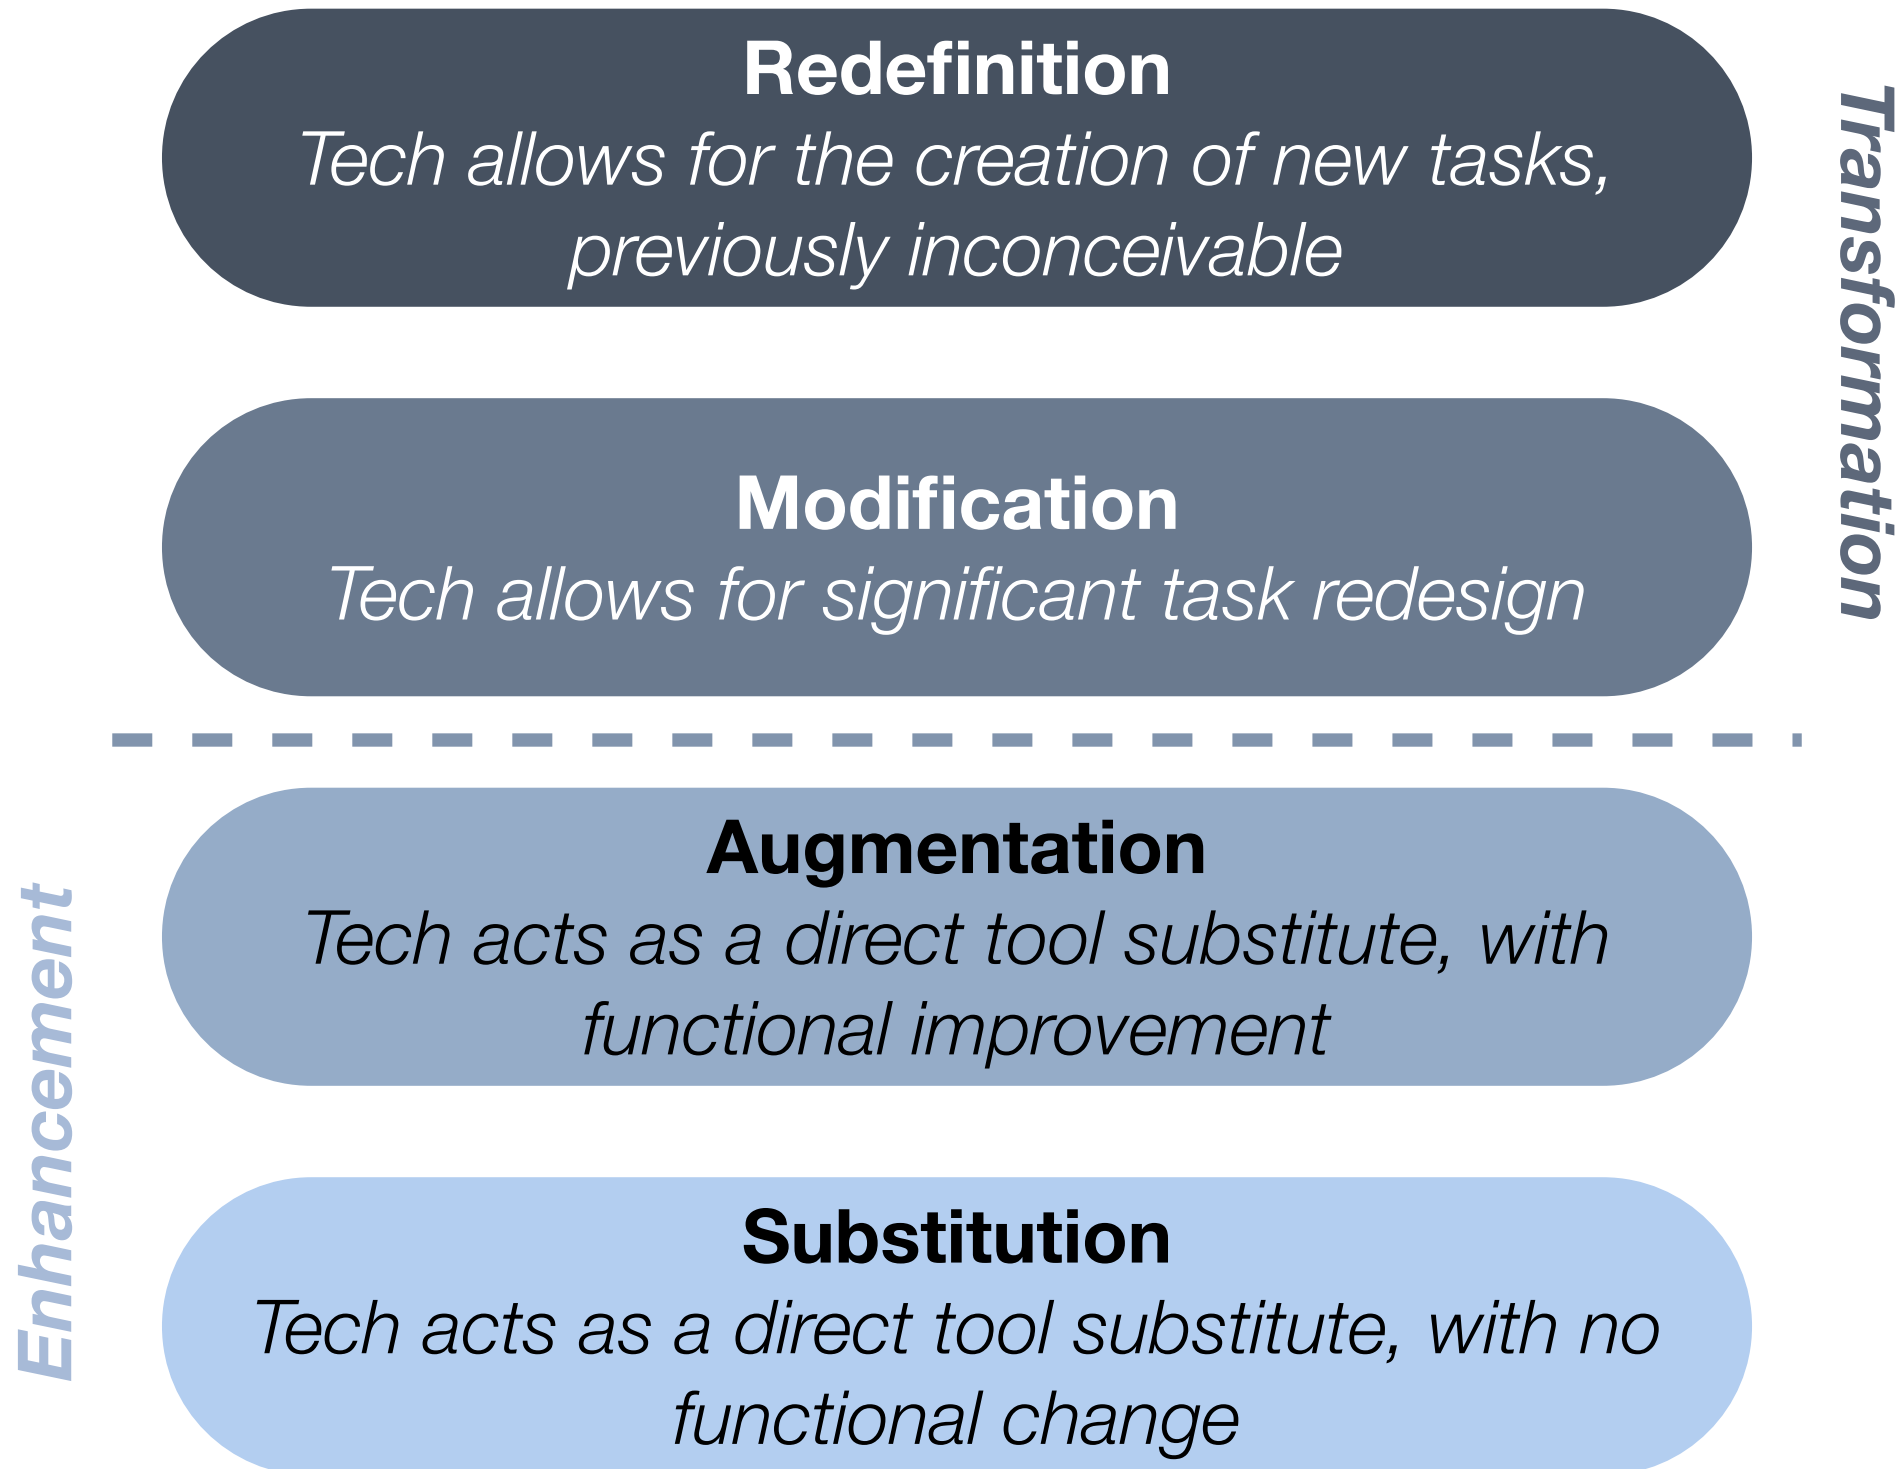 Redefinition
Tech allows for the creation of new tasks,
previously inconceivable
Transformation
Modification
Tech allows for significant task redesign
Augmentation
Tech acts as a direct tool substitute, with
functional improvement
Enhancement
Substitution
Tech acts as a direct tool substitute, with no
functional change